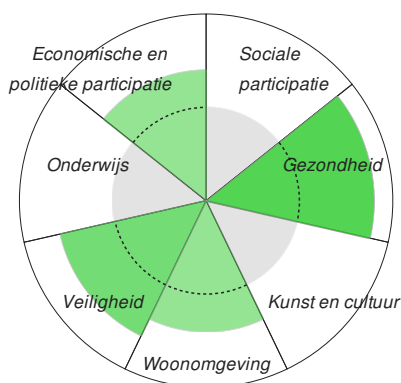 Economische en
politieke participatie
Sociale
participatie
Onderwijs
Gezondheid
Veiligheid
Kunst en cultuur
Woonomgeving